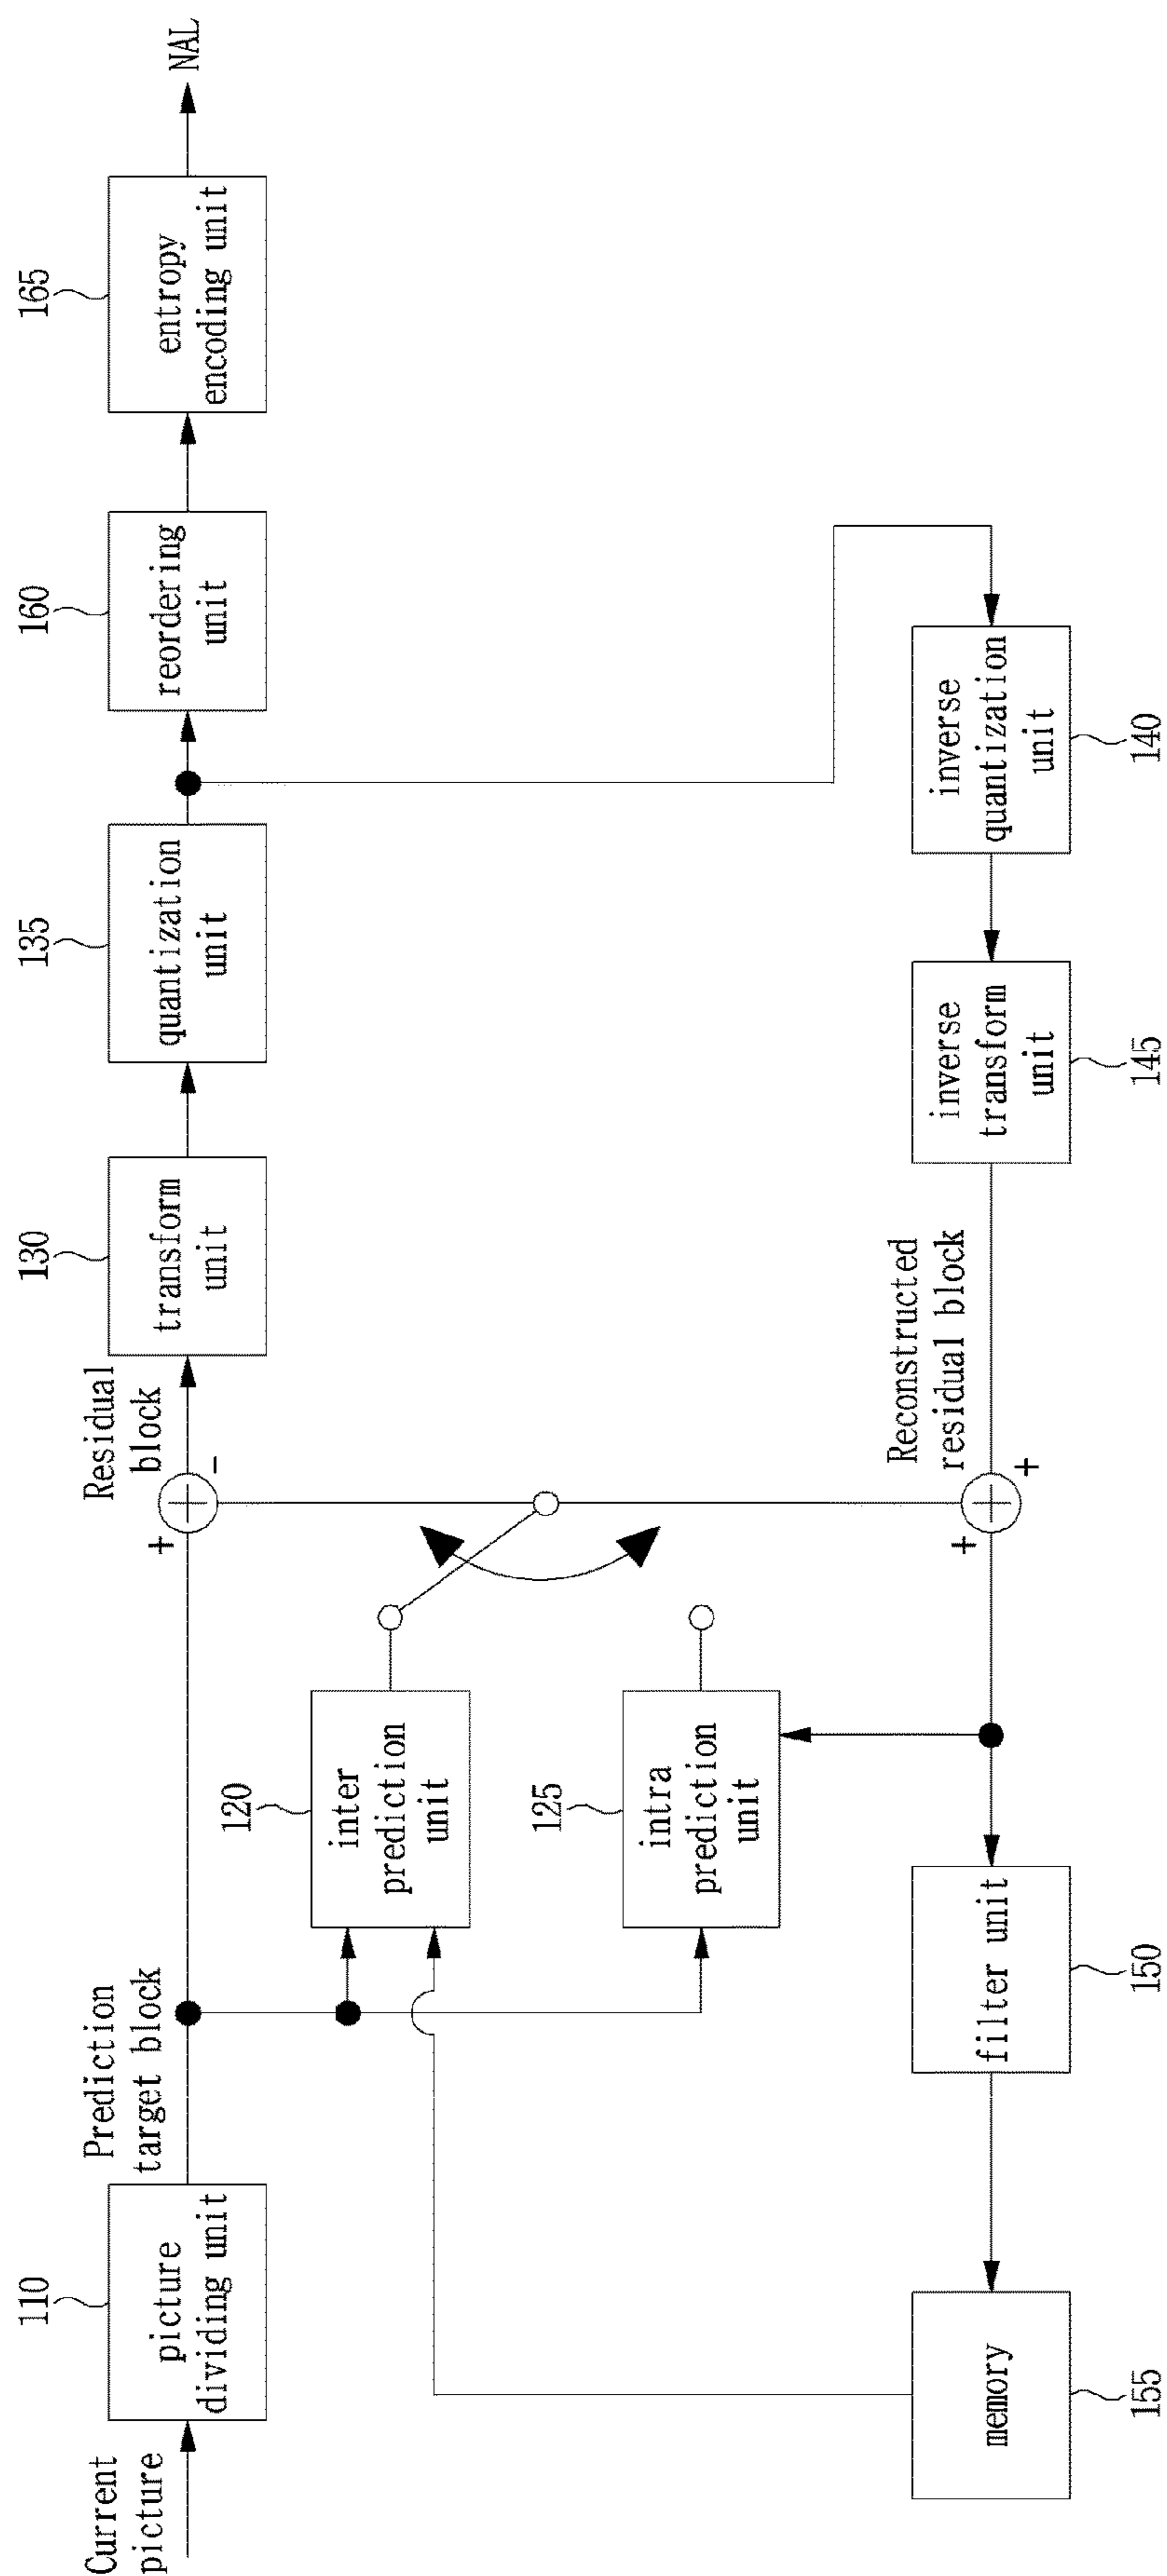 Current
picture
110
picture
dividing unit
Prediction
target block
+
-
Residual
block
130
transform
unit
135
quantization
unit
160
reordering
unit
165
entropy
encoding unit
NAL
120
inter
prediction
unit
125
intra
prediction
unit
155
memory
150
filter unit
+
+
Reconstructed
residual block
145
inverse
transform
unit
140
inverse
quantization
unit